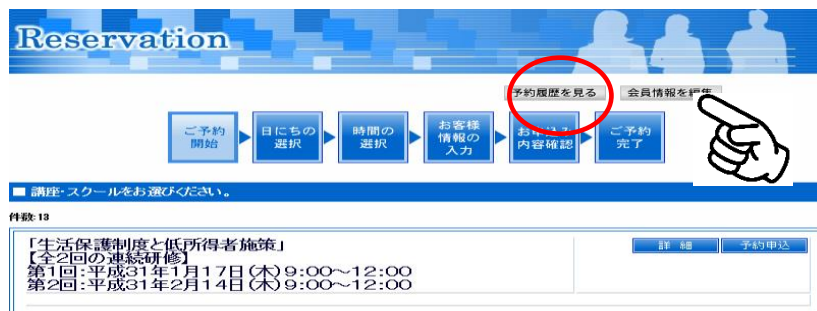 Reservation
予約履歴を見る
会員情報を編集
ご予約
開始
日にちの
選択
時間の
選択
お客様
情報の
入力
お申込み
内容確認
ご予約
完了
■ 講座・スクールをお選びください。
件数:13
「生活保護制度と低所得者施策」
【全2回の連続研修】
第1回:平成31年1月17日(木)9:00~12:00
第2回:平成31年2月14日(木)9:00~12:00
詳 細
予約申込